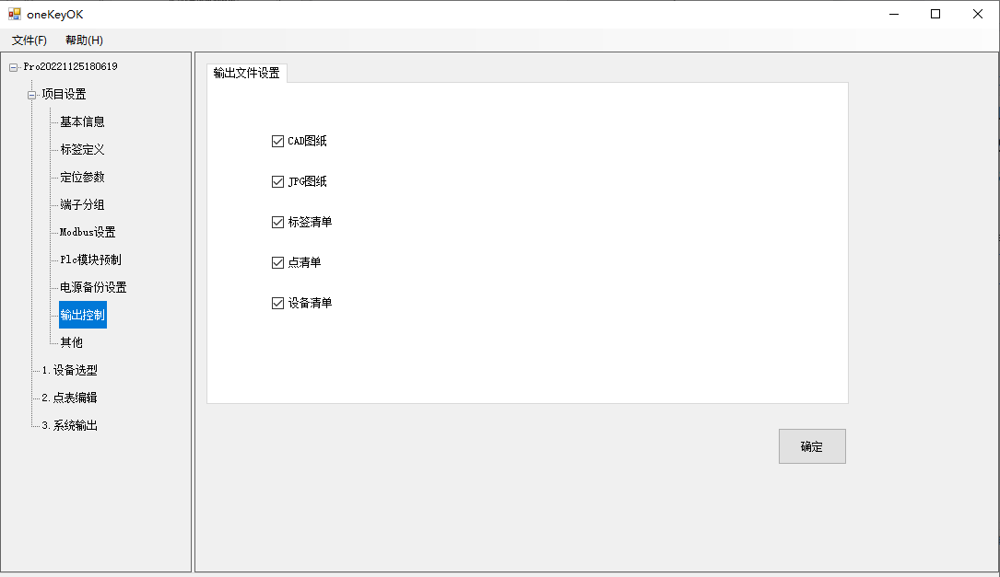 oneKeyOK
文件(F) 帮助(H)
Pro20221125180619
项目设置
基本信息
标签定义
定位参数
端子分组
Modbus设置
Plc模块预制
电源备份设置
输出控制
其他
1.设备选型
2.点表编辑
3.系统输出
输出文件设置
CAD图纸
JPG图纸
标签清单
点清单
设备清单
确定